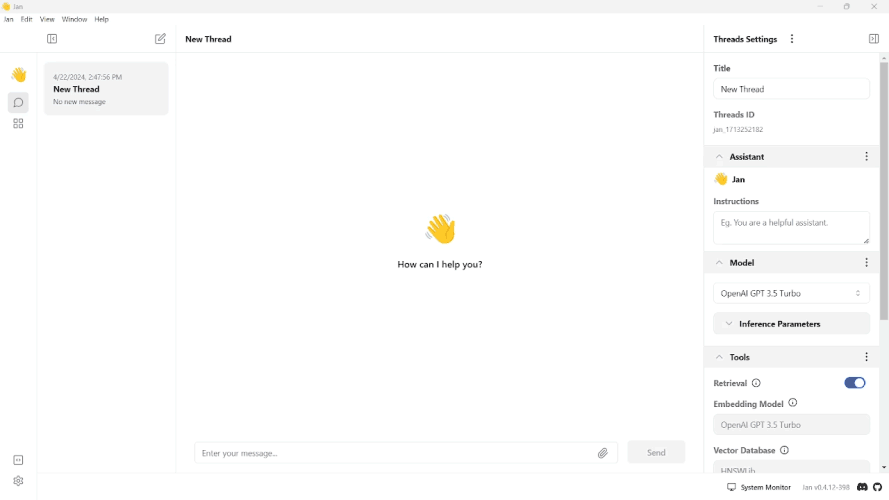 Jan
Jan Edit View Window Help
New Thread
Threads Settings
4/22/2024, 2:47:56 PM
New Thread
No new message
How can I help you?
Enter your message...
Send
Title
New Thread
Threads ID
jan_1713252182
Assistant
Jan
Instructions
Eg. You are a helpful assistant.
Model
OpenAI GPT 3.5 Turbo
Inference Parameters
Tools
Retrieval
Embedding Model
OpenAI GPT 3.5 Turbo
Vector Database
HNSWLib
System Monitor
Jan v0.4.12-398